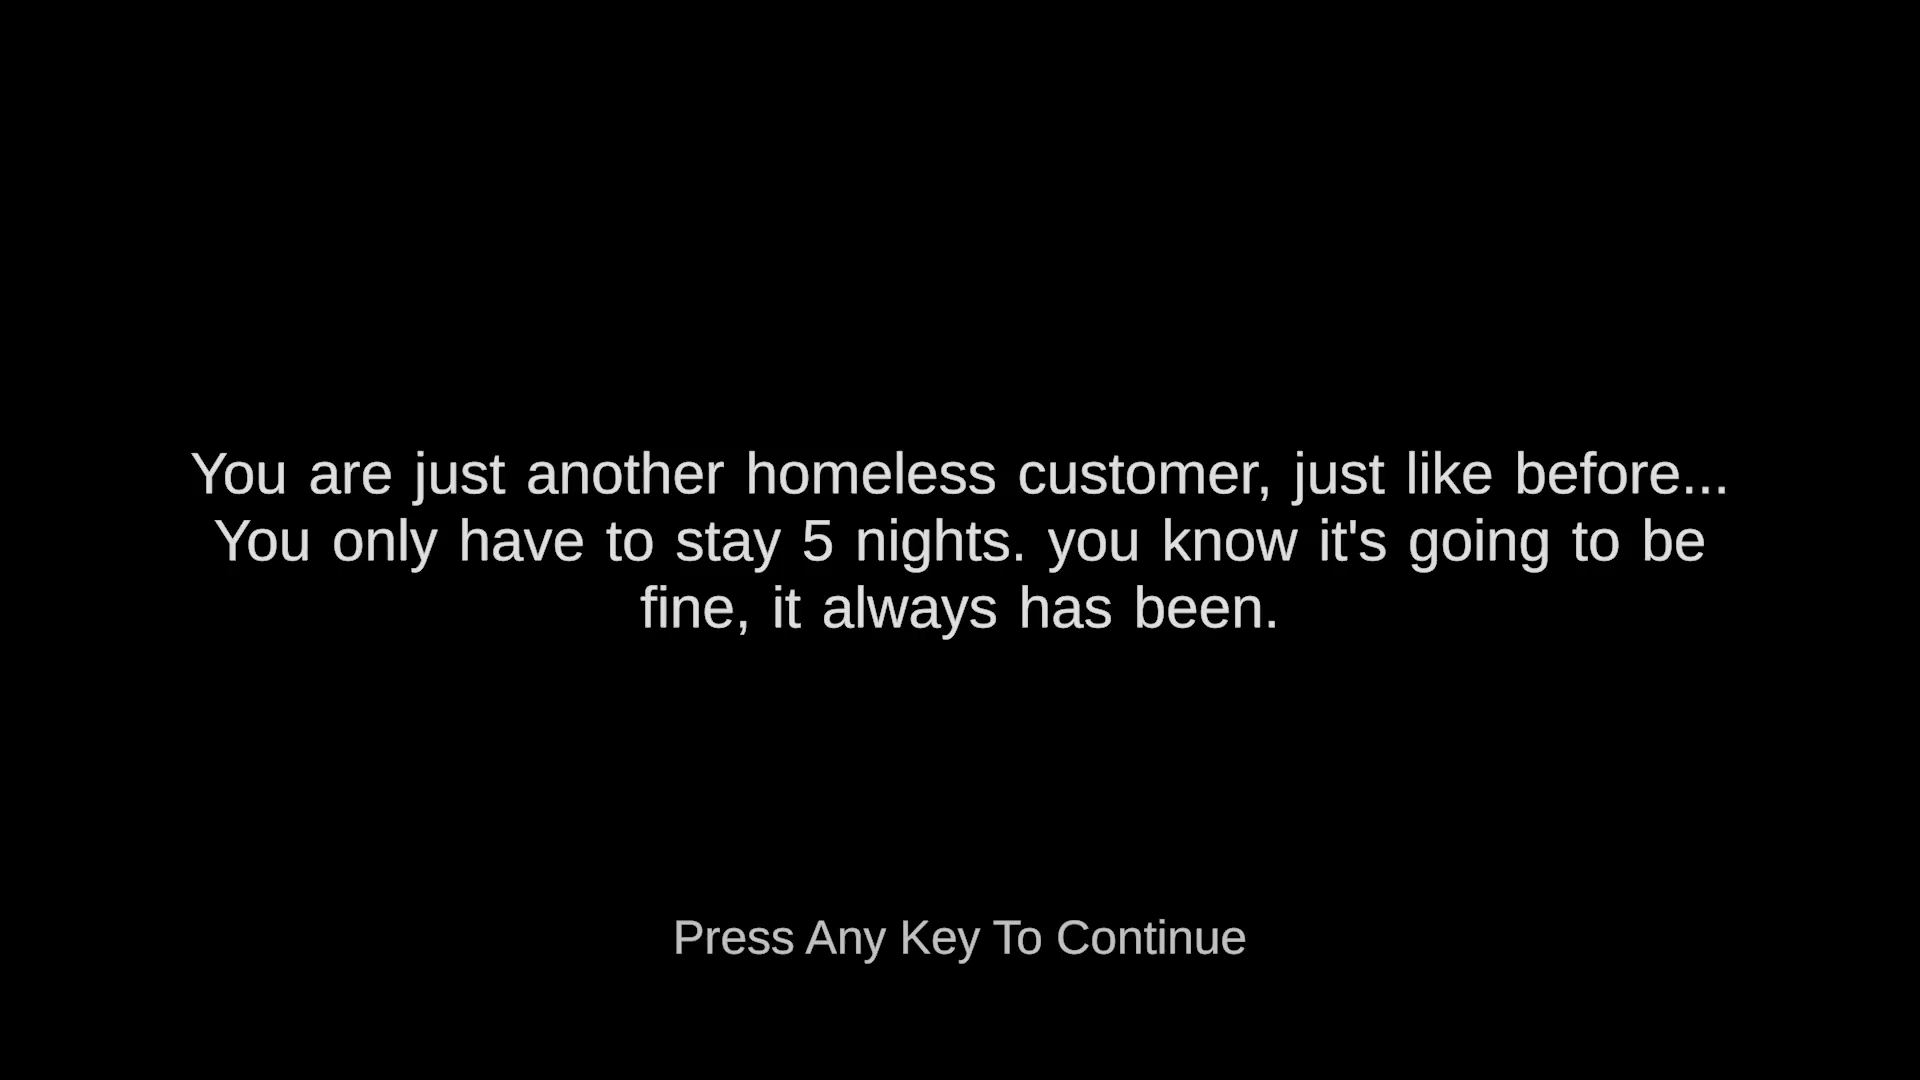 You are just another homeless customer, just like before...
You only have to stay 5 nights. you know it's going to be
fine, it always has been.
Press Any Key To Continue